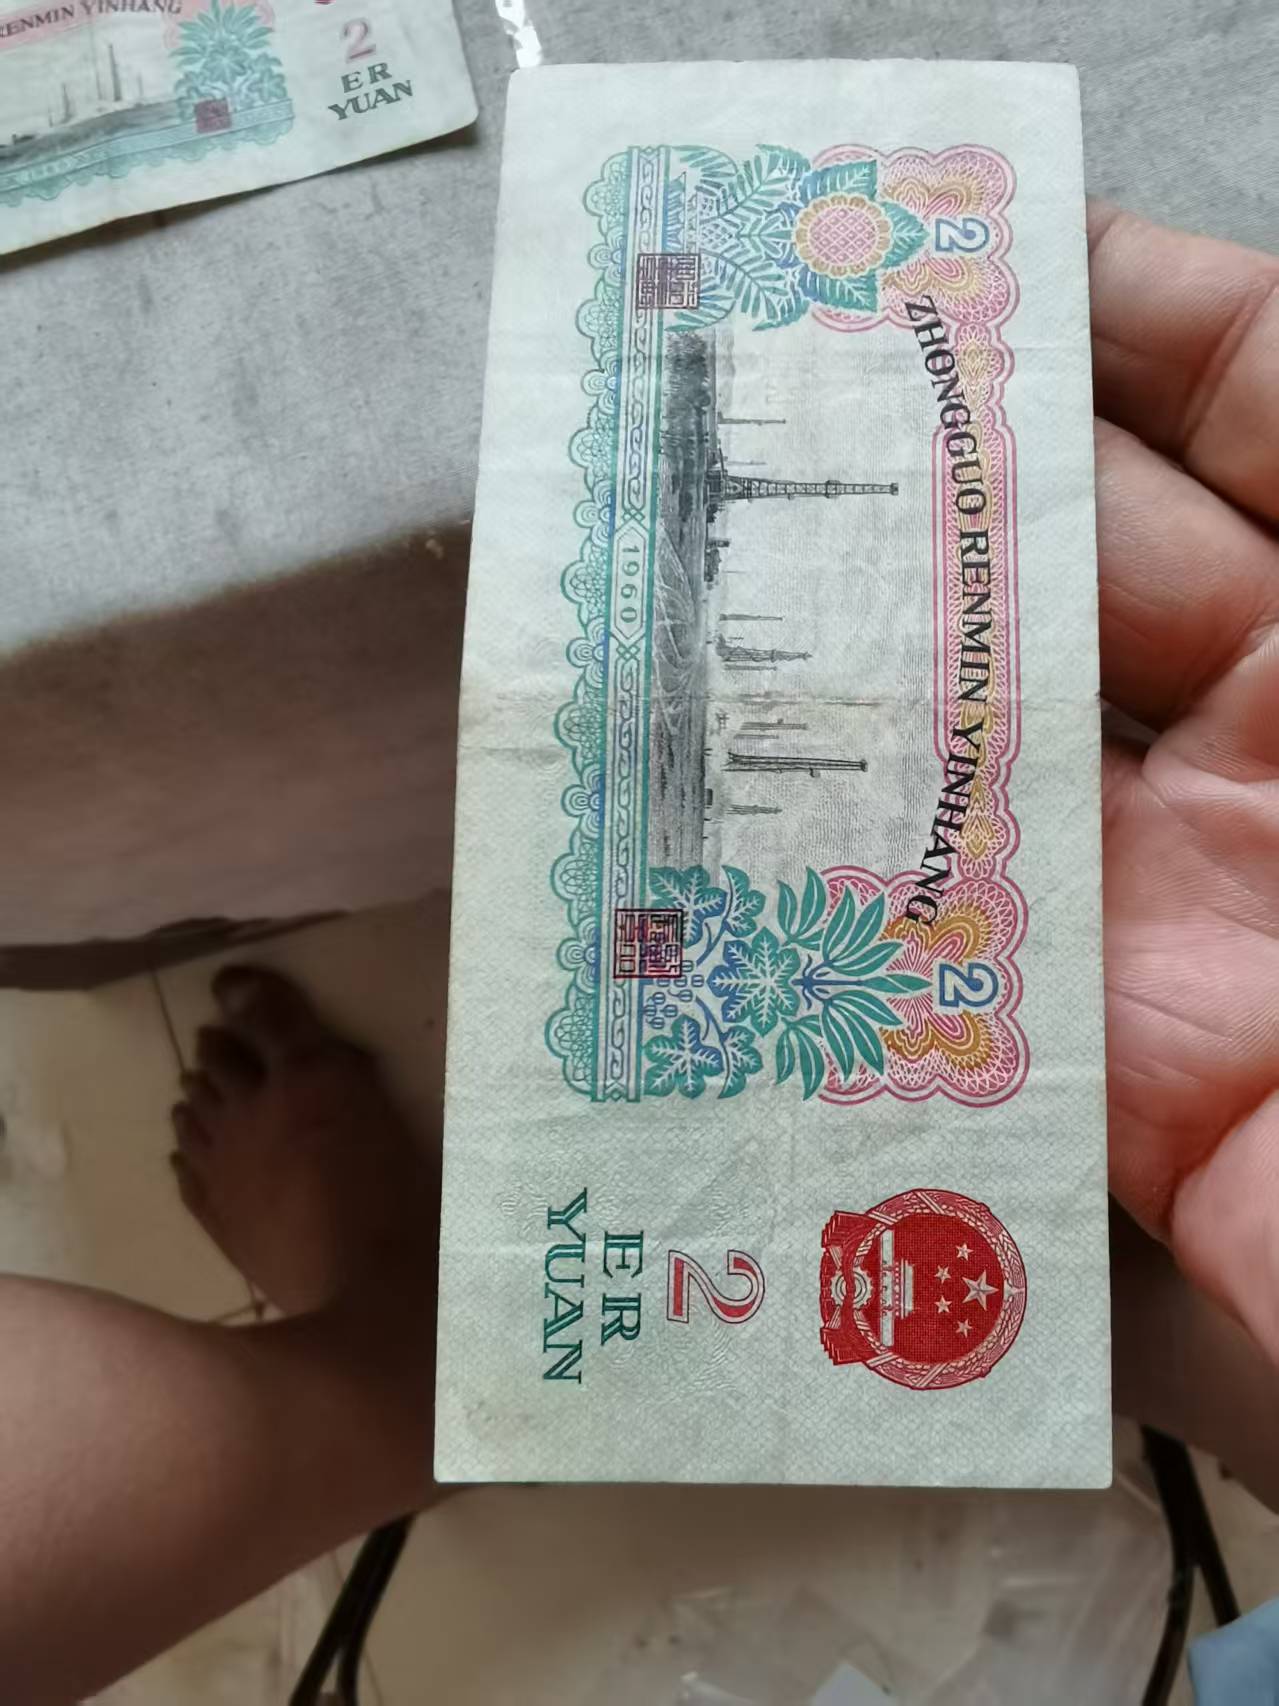 RENMIN YINHANG
2
ER
YUAN
2
2
ZHONGGUO RENMIN YINHANG
1960
2
ER
YUAN